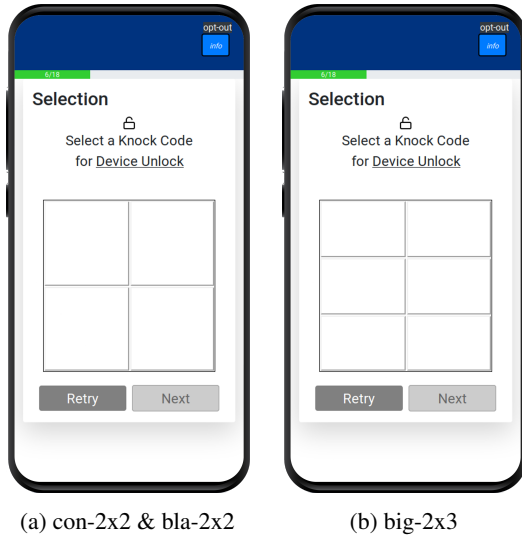 opt-out
info
6/18
Selection
Select a Knock Code
for Device Unlock
Retry
Next
(a) con-2x2 & bla-2x2
opt-out
info
6/18
Selection
Select a Knock Code
for Device Unlock
Retry
Next
(b) big-2x3